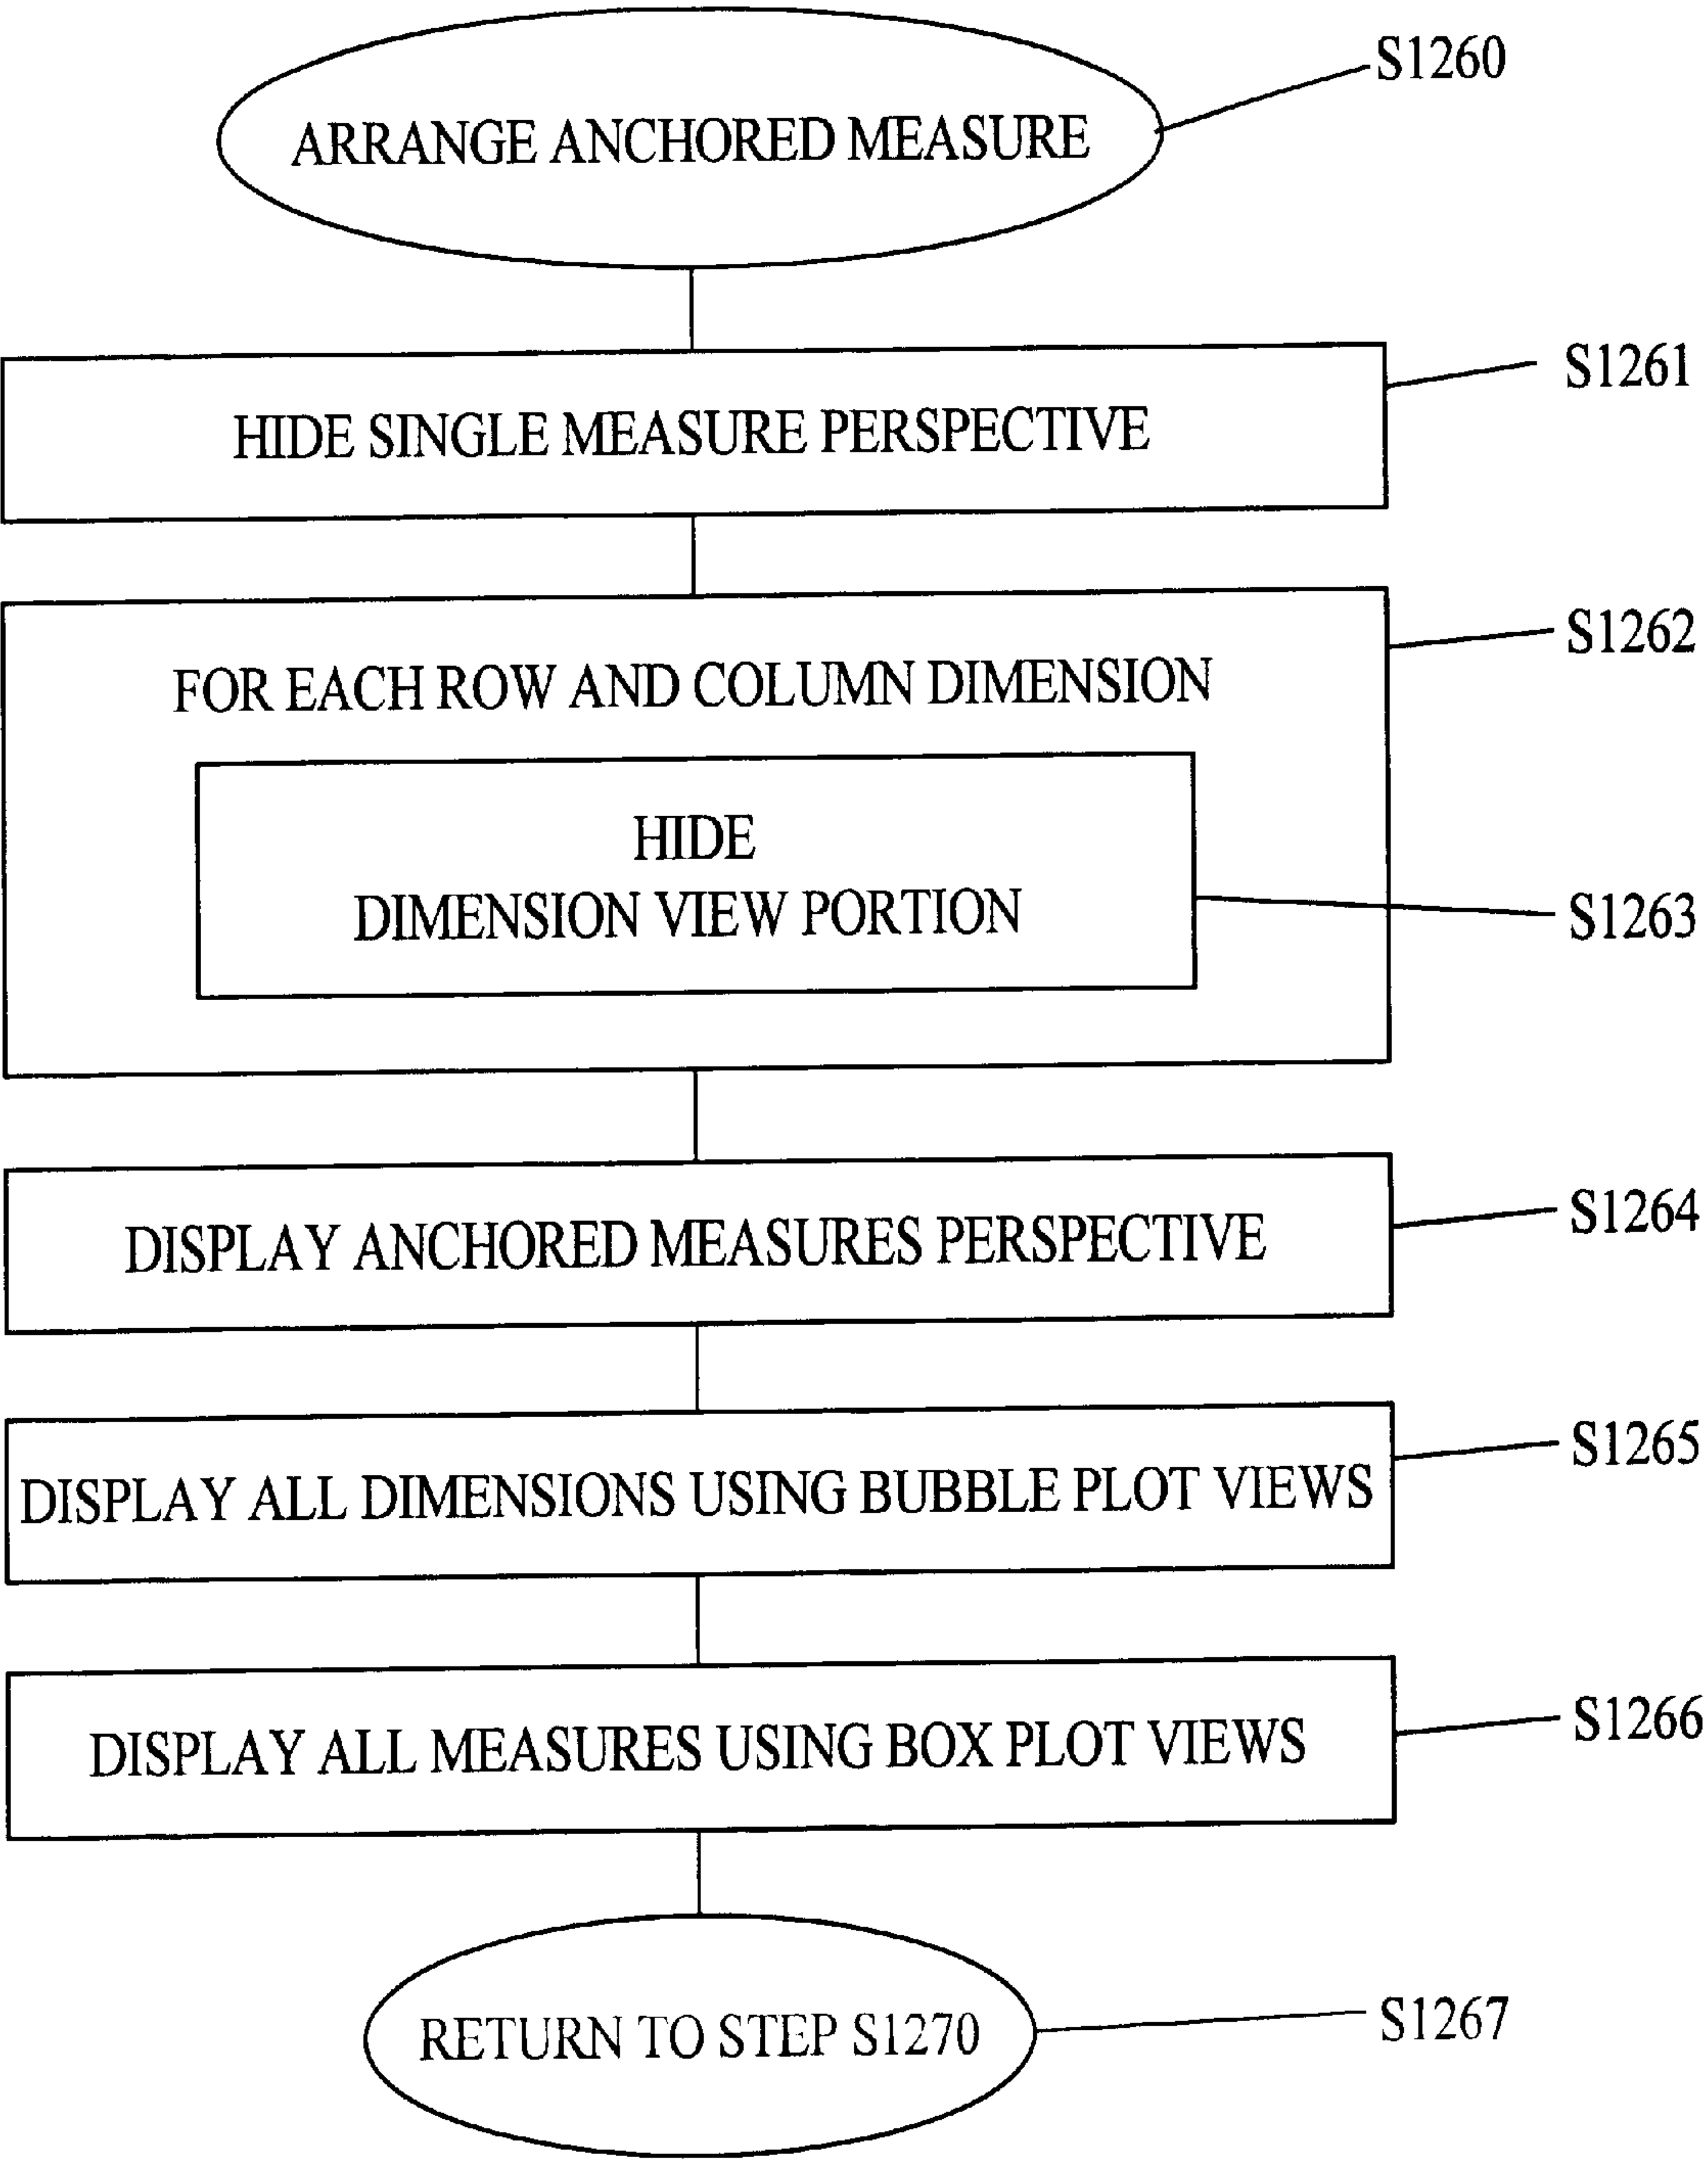 ARRANGE ANCHORED MEASURE
S1260
HIDE SINGLE MEASURE PERSPECTIVE
S1261
FOR EACH ROW AND COLUMN DIMENSION
S1262
HIDE
DIMENSION VIEW PORTION
S1263
DISPLAY ANCHORED MEASURES PERSPECTIVE
S1264
DISPLAY ALL DIMENSIONS USING BUBBLE PLOT VIEWS
S1265
DISPLAY ALL MEASURES USING BOX PLOT VIEWS
S1266
RETURN TO STEP S1270
S1267